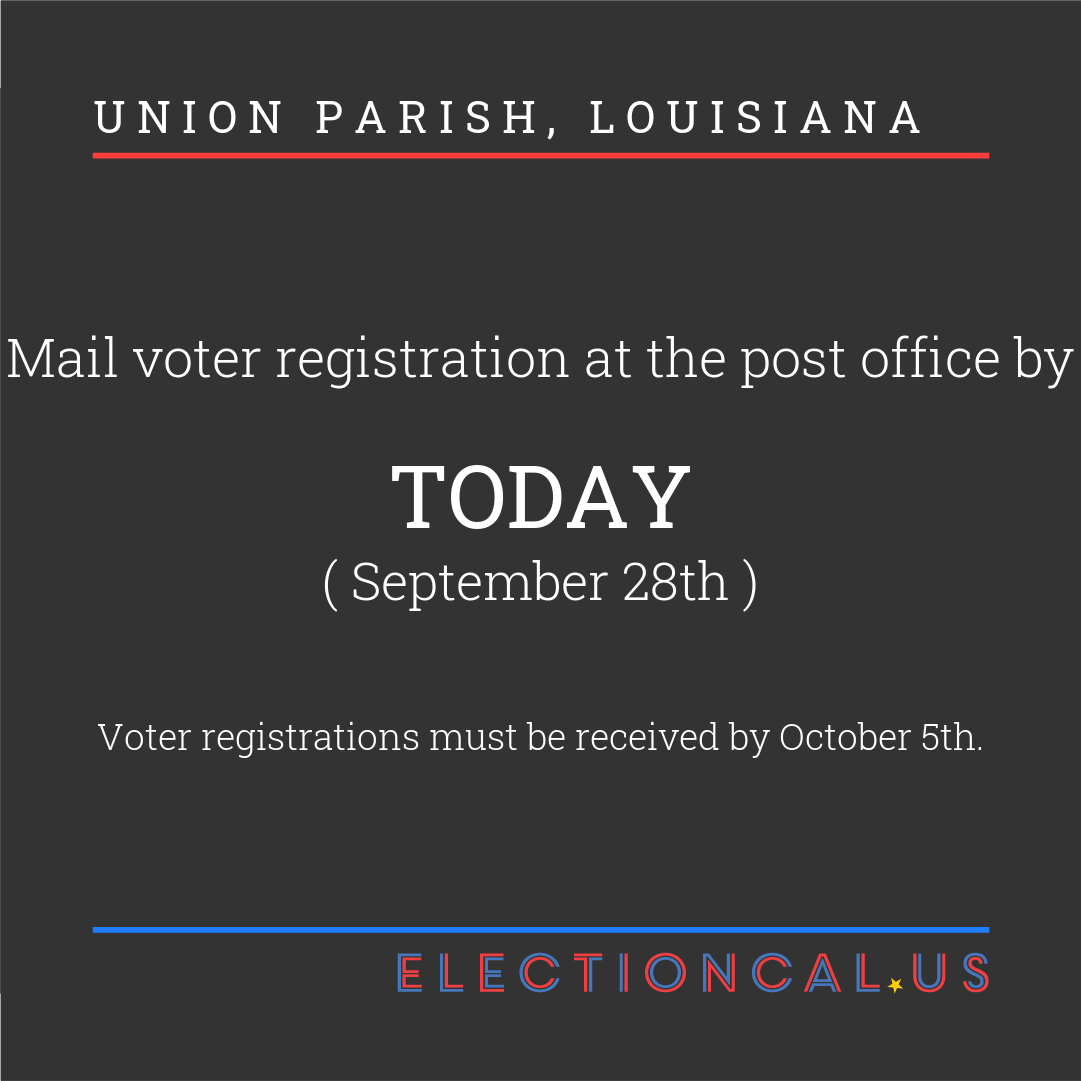 UNION PARISH, LOUISIANA
Mail voter registration at the post office by
TODAY
( September 28th )
Voter registrations must be received by October 5th.
ELECTIONCAL.US